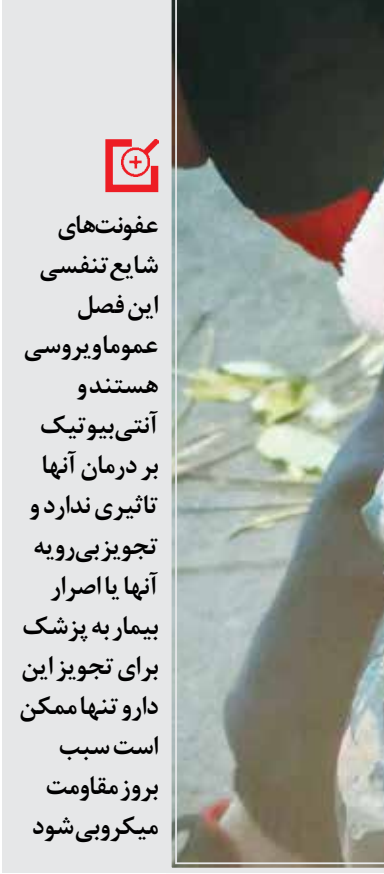 عفونت‌های
شایع تنفسی
این فصل
عموما ویروسی
هستند و
آنتی‌بیوتیک
بر درمان آنها
تاثیری ندارد و
تجویز بی‌رویه
آنها یا اصرار
بیمار به پزشک
برای تجویز این
دارو تنها ممکن
است سبب
بروز مقاومت
میکروبی شود